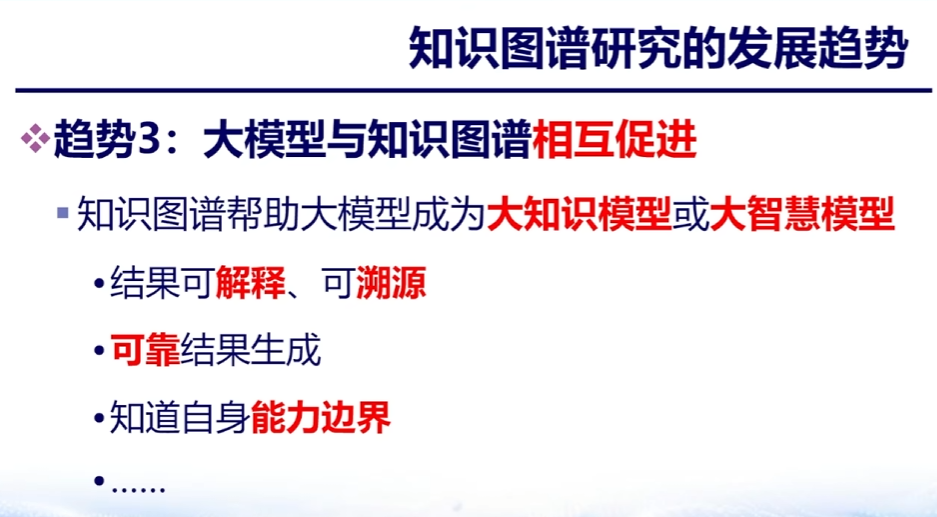 知识图谱研究的发展趋势
❖趋势3：大模型与知识图谱相互促进
▪知识图谱帮助大模型成为大知识模型或大智慧模型
•结果可解释、可溯源
•可靠结果生成
•知道自身能力边界
•……